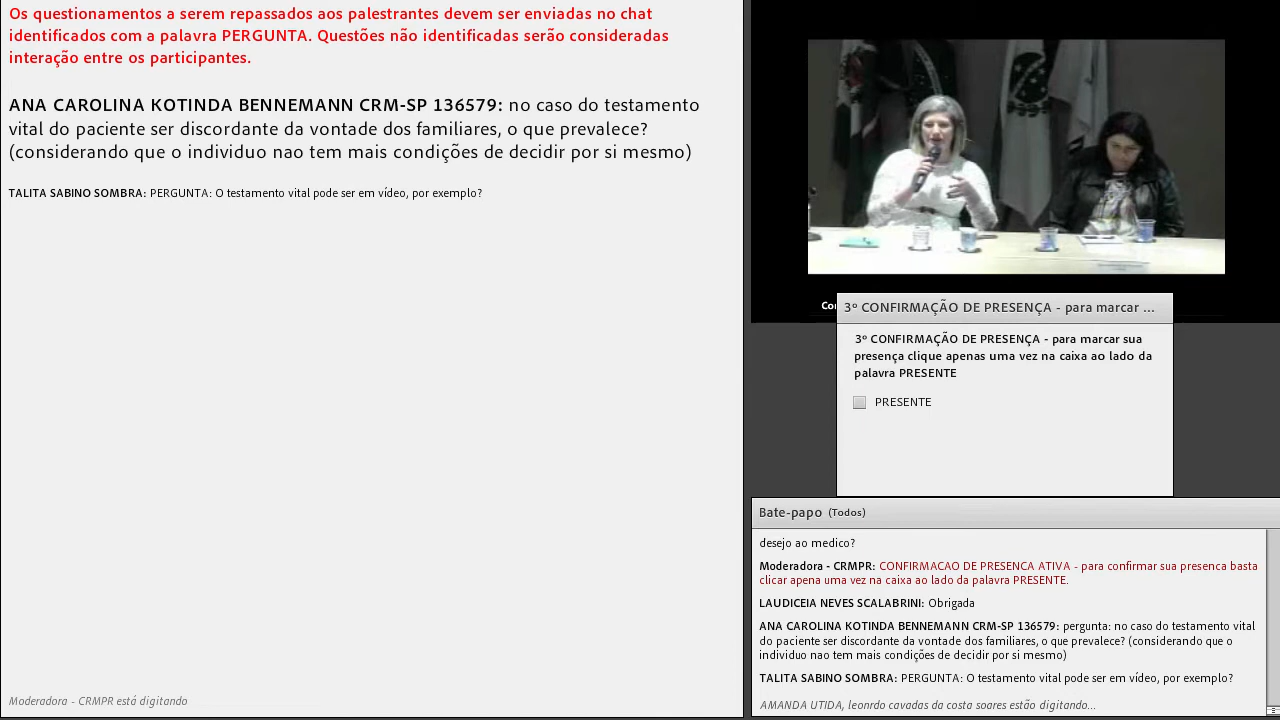 Os questionamentos a serem repassados aos palestrantes devem ser enviadas no chat
identificados com a palavra PERGUNTA. Questões não identificadas serão consideradas
interação entre os participantes.
ANA CAROLINA KOTINDA BENNEMANN CRM-SP 136579: no caso do testamento
vital do paciente ser discordante da vontade dos familiares, o que prevalece?
(considerando que o individuo nao tem mais condições de decidir por si mesmo)
TALITA SABINO SOMBRA: PERGUNTA: O testamento vital pode ser em vídeo, por exemplo?
Moderadora - CRMPR está digitando
3º CONFIRMAÇÃO DE PRESENÇA - para marcar ...
3º CONFIRMAÇÃO DE PRESENÇA - para marcar sua
presença clique apenas uma vez na caixa ao lado da
palavra PRESENTE
PRESENTE
Bate-papo (Todos)
desejo ao medico?
Moderadora - CRMPR: CONFIRMACAO DE PRESENCA ATIVA - para confirmar sua presenca basta
clicar apena uma vez na caixa ao lado da palavra PRESENTE.
LAUDICEIA NEVES SCALABRINI: Obrigada
ANA CAROLINA KOTINDA BENNEMANN CRM-SP 136579: pergunta: no caso do testamento vital
do paciente ser discordante da vontade dos familiares, o que prevalece? (considerando que o
individuo nao tem mais condições de decidir por si mesmo)
TALITA SABINO SOMBRA: PERGUNTA: O testamento vital pode ser em vídeo, por exemplo?
AMANDA UTIDA, leonrdo cavadas da costa soares estão digitando...